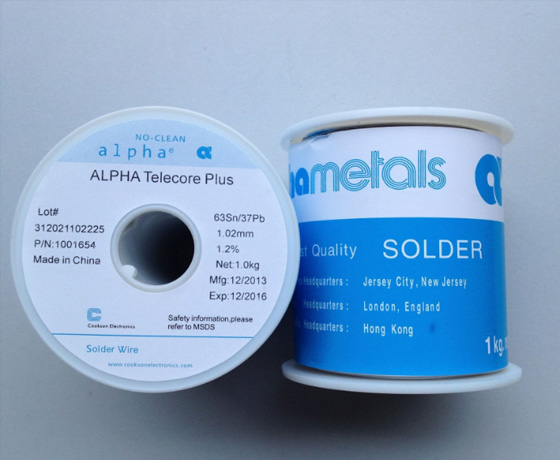 NO-CLEAN
alpha®
ALPHA Telecore Plus
Lot#
312021102225
P/N:1001654
Made in China
63Sn/37Pb
1.02mm
1.2%
Net:1.0kg
Mfg:12/2013
Exp:12/2016
Cookson Electronics
Safety information,please
refer to MSDS
Solder Wire
www.cooksonelectronics.com
ametals
Quality SOLDER
Headquarters: Jersey City, New Jersey
Headquarters: London, England
Headquarters: Hong Kong
1kg